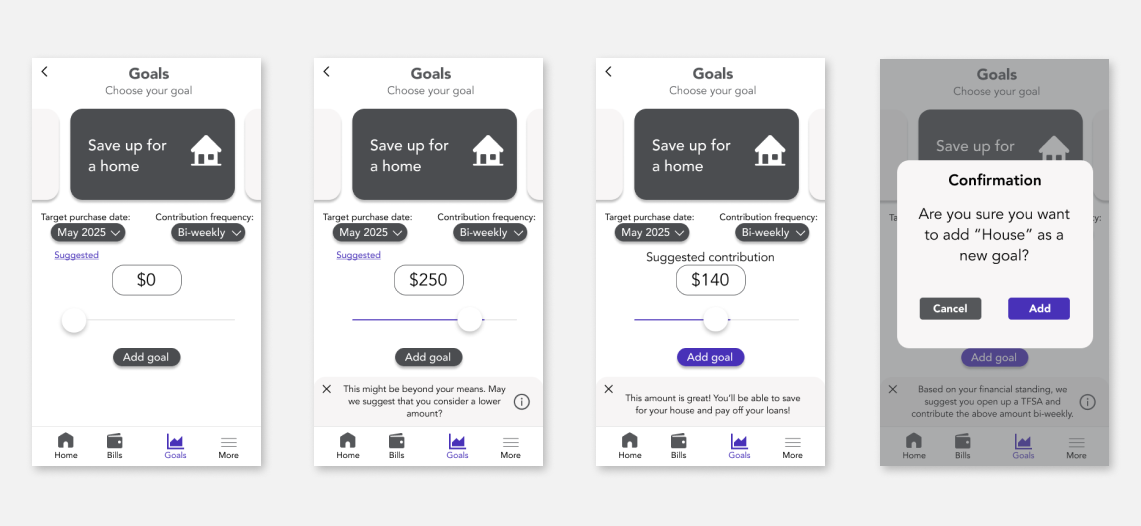 Goals
Choose your goal
Save up for
a home
Target purchase date:
Contribution frequency:
May 2025
Bi-weekly
Suggested
$0
Add goal
Home
Bills
Goals
More
Goals
Choose your goal
Save up for
a home
Target purchase date:
Contribution frequency:
May 2025
Bi-weekly
Suggested
$250
Add goal
This might be beyond your means. May
we suggest that you consider a lower
amount?
Home
Bills
Goals
More
Goals
Choose your goal
Save up for
a home
Target purchase date:
Contribution frequency:
May 2025
Bi-weekly
Suggested contribution
$140
Add goal
This amount is great! You'll be able to save
for your house and pay off your loans!
Home
Bills
Goals
More
Goals
Choose your goal
Save up for
Confirmation
Are you sure you want
to add “House” as a
new goal?
Cancel
Add
Add goal
Based on your financial standing, we
suggest you open up a TFSA and
contribute the above amount bi-weekly.
Home
Bills
Goals
More